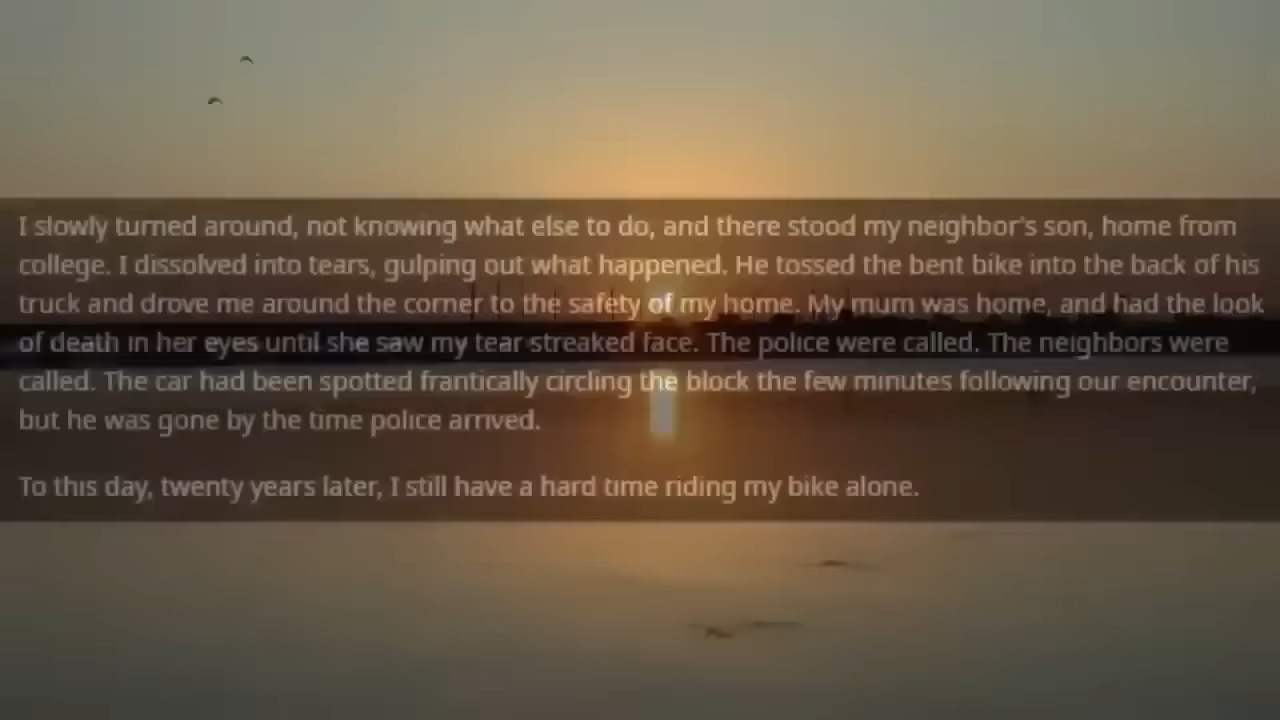 I slowly turned around, not knowing what else to do, and there stood my neighbor's son, home from
college. I dissolved into tears, gulping out what happened. He tossed the bent bike into the back of his
truck and drove me around the corner to the safety of my home. My mum was home, and had the look
of death in her eyes until she saw my tear-streaked face. The police were called. The neighbors were
called. The car had been spotted frantically circling the block the few minutes following our encounter,
but he was gone by the time police arrived.
To this day, twenty years later, I still have a hard time riding my bike alone.